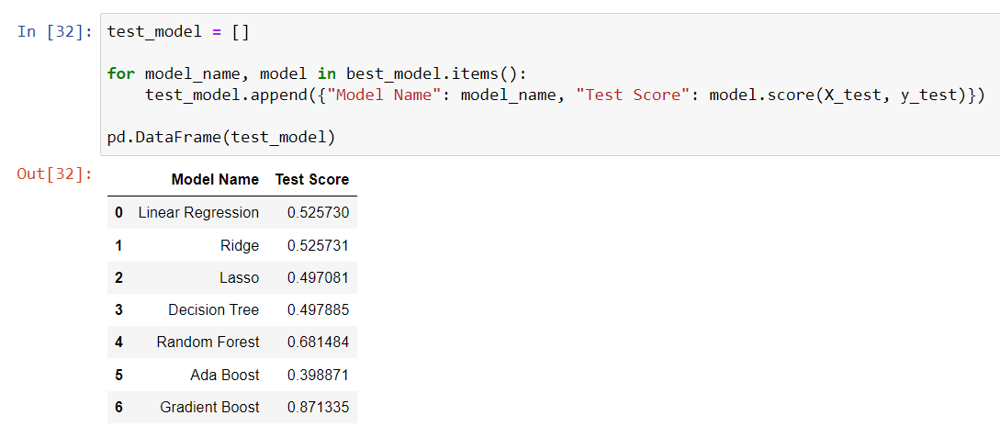 In [32]: test_model = []
for model_name, model in best_model.items():
test_model.append({"Model Name": model_name, "Test Score": model.score(X_test, y_test)})
pd.DataFrame(test_model)
Out[32]:
Model Name Test Score
0 Linear Regression 0.525730
1 Ridge 0.525731
2 Lasso 0.497081
3 Decision Tree 0.497885
4 Random Forest 0.681484
5 Ada Boost 0.398871
6 Gradient Boost 0.871335